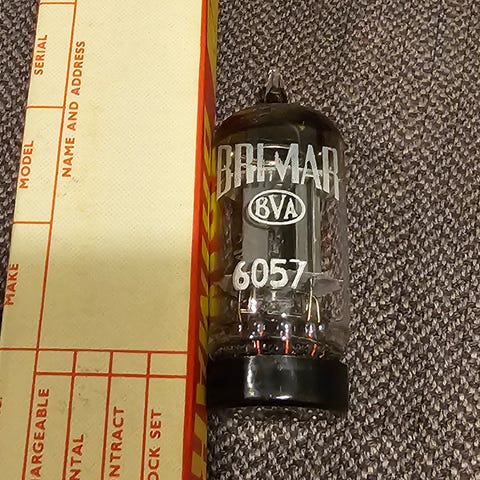 SERIAL
NAME AND ADDRESS
MODEL
MAKE
ARGEABLE
NTAL
NTRACT
OCK SET
BRIMAR
BVA
6057